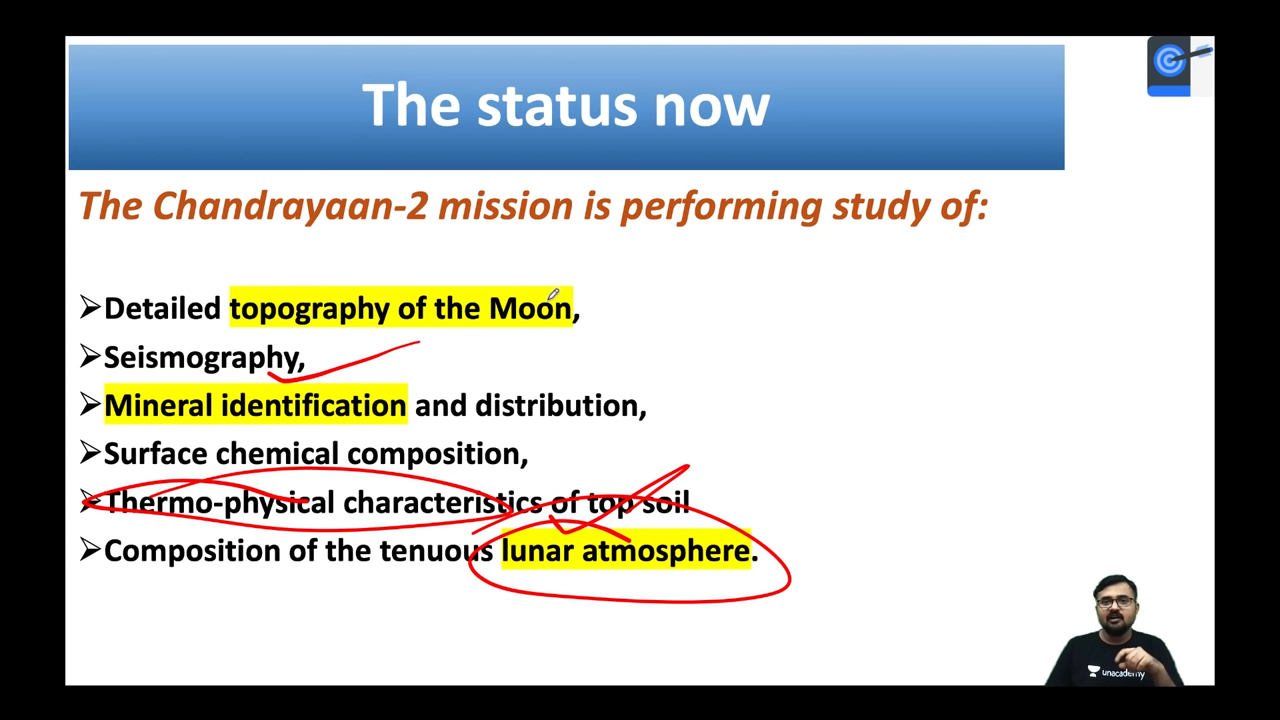 The status now
The Chandrayaan-2 mission is performing study of:
➢Detailed topography of the Moon,
➢Seismography,
➢Mineral identification and distribution,
➢Surface chemical composition,
➢Thermo-physical characteristics of top soil
➢Composition of the tenuous lunar atmosphere.
unacademy